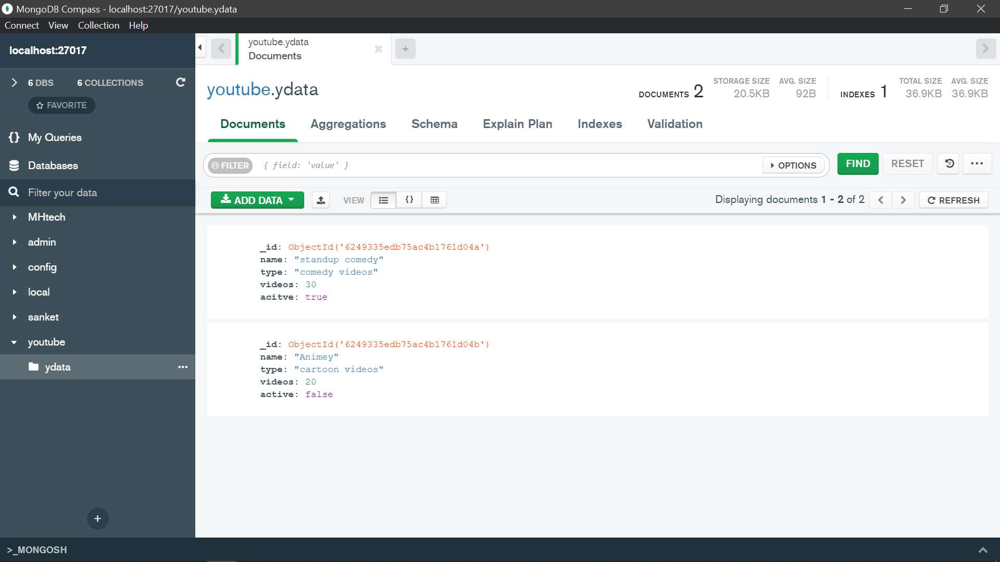 MongoDB Compass - localhost:27017/youtube.ydata
Connect View Collection Help
localhost:27017
6 DBS 6 COLLECTIONS
FAVORITE
{} My Queries
Databases
Filter your data
MHtech
admin
config
local
sanket
youtube
ydata
youtube.ydata
Documents
youtube.ydata
DOCUMENTS 2
STORAGE SIZE 20.5KB
AVG. SIZE 92B
INDEXES 1
TOTAL SIZE 36.9KB
AVG. SIZE 36.9KB
Documents Aggregations Schema Explain Plan Indexes Validation
FILTER { field: 'value' } OPTIONS FIND RESET ...
ADD DATA VIEW {} Displaying documents 1 - 2 of 2 REFRESH
_id: ObjectId('6249335edb75ac4b1761d04a')
name: "standup comedy"
type: "comedy videos"
videos: 30
acitve: true
_id: ObjectId('6249335edb75ac4b1761d04b')
name: "Animey"
type: "cartoon videos"
videos: 20
active: false
>_MONGOSH